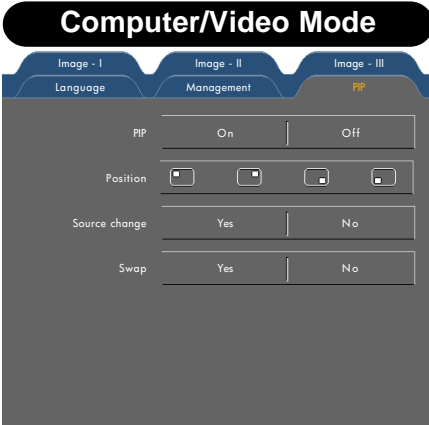 Computer/Video Mode
Image - I Image - II Image - III
Language Management PIP
PIP On Off
Position
Source change Yes No
Swap Yes No